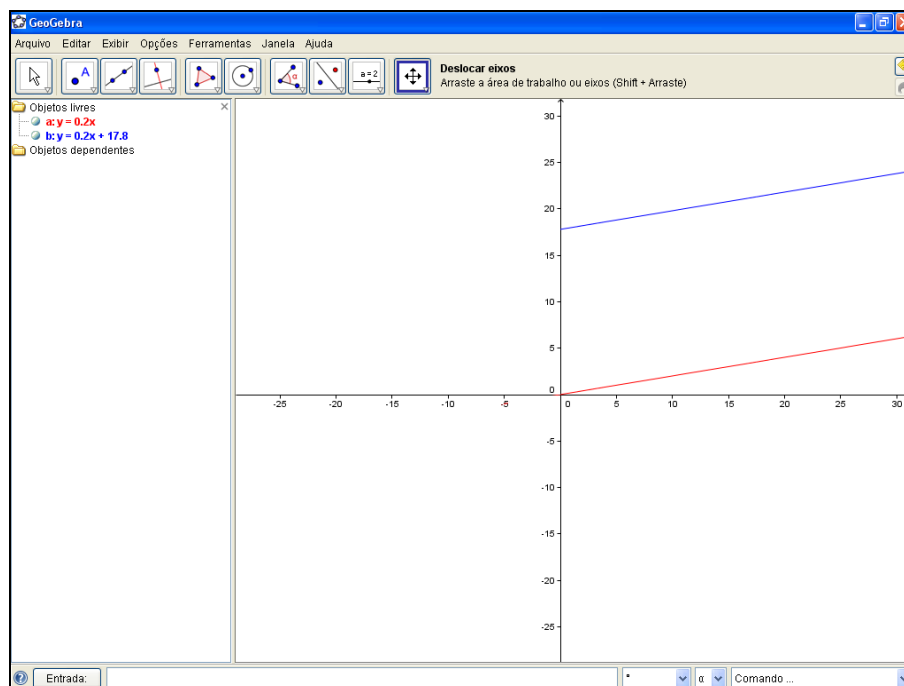 GeoGebra
Arquivo Editar Exibir Opções Ferramentas Janela Ajuda
A
α
a = 2
Deslocar eixos
Arraste a área de trabalho ou eixos (Shift + Arraste)
Objetos livres
a: y = 0.2x
b: y = 0.2x + 17.8
Objetos dependentes
30
25
20
15
10
5
0
-25 -20 -15 -10 -5 0 5 10 15 20 25 30
-5
-10
-15
-20
-25
Entrada:
α
Comando ...